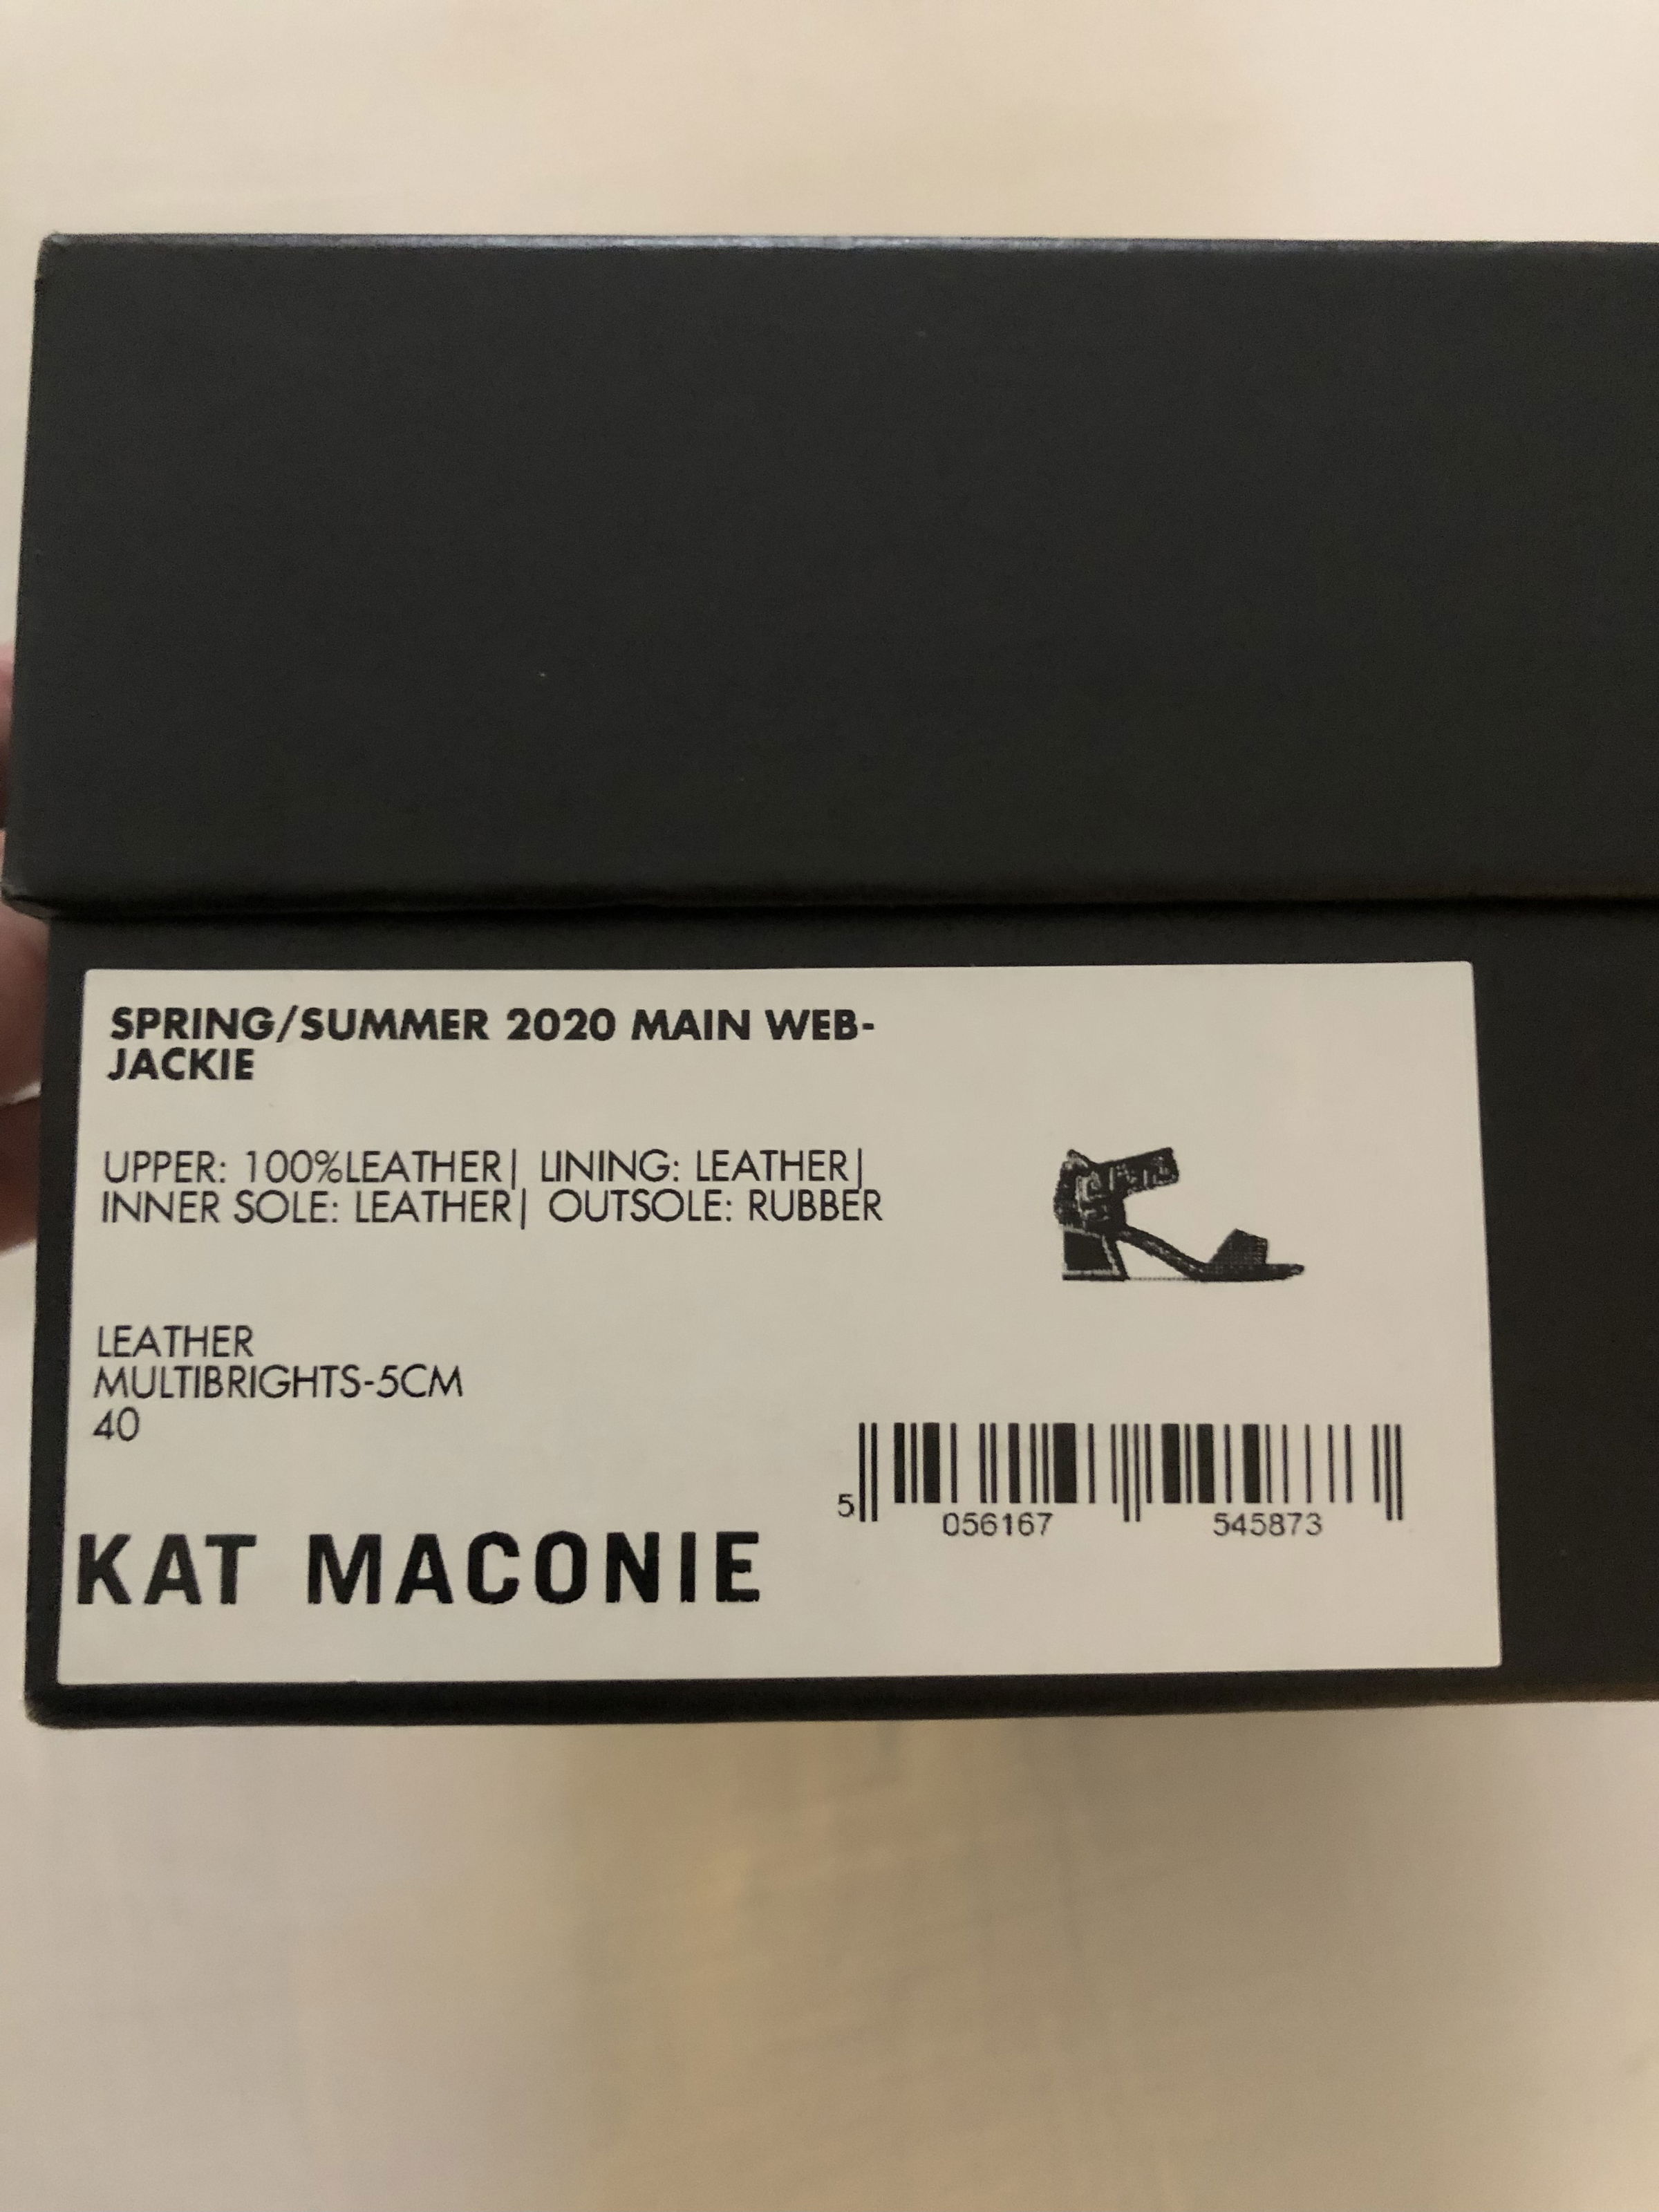 SPRING/SUMMER 2020 MAIN WEB-
JACKIE
UPPER: 100%LEATHER| LINING: LEATHER|
INNER SOLE: LEATHER| OUTSOLE: RUBBER
LEATHER
MULTIBRIGHTS-5CM
40
5 056167 545873
KAT MACONIE